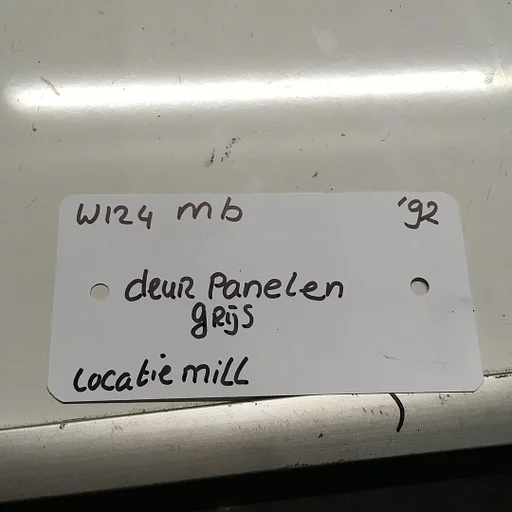 W124 mb '92
deur Panelen
grijs
Locatie mill